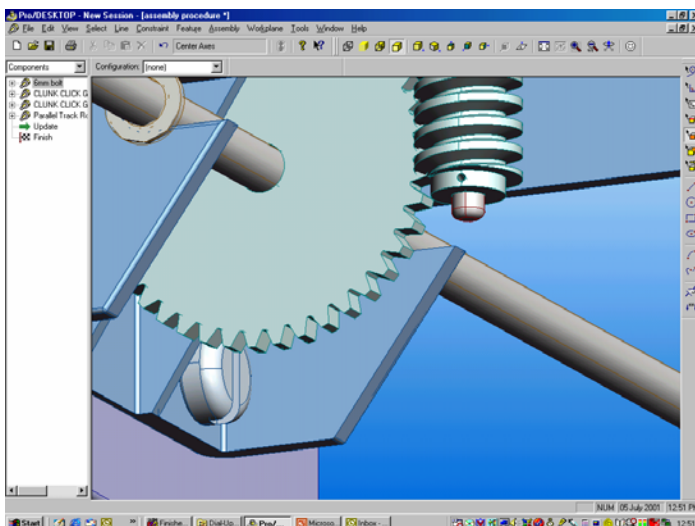 Pro/DESKTOP - New Session - [assembly procedure *]
File Edit View Select Line Constraint Feature Assembly Workplane Tools Window Help
Center Axes
Components
Configuration: (none)
6mm bolt
CLUNK CLICK G
CLUNK CLICK G
Parallel Track Ro
Update
Finish
NUM 05 July 2001 12:51 PM
Start » Finishe... Dial-Up... Pro/... Microso... Inbox - ...